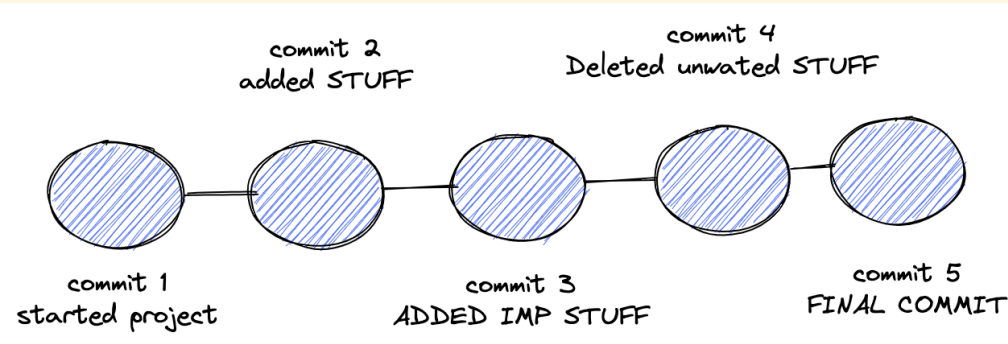 commit 1
started project
commit 2
added STUFF
commit 3
ADDED IMP STUFF
commit 4
Deleted unwated STUFF
commit 5
FINAL COMMIT